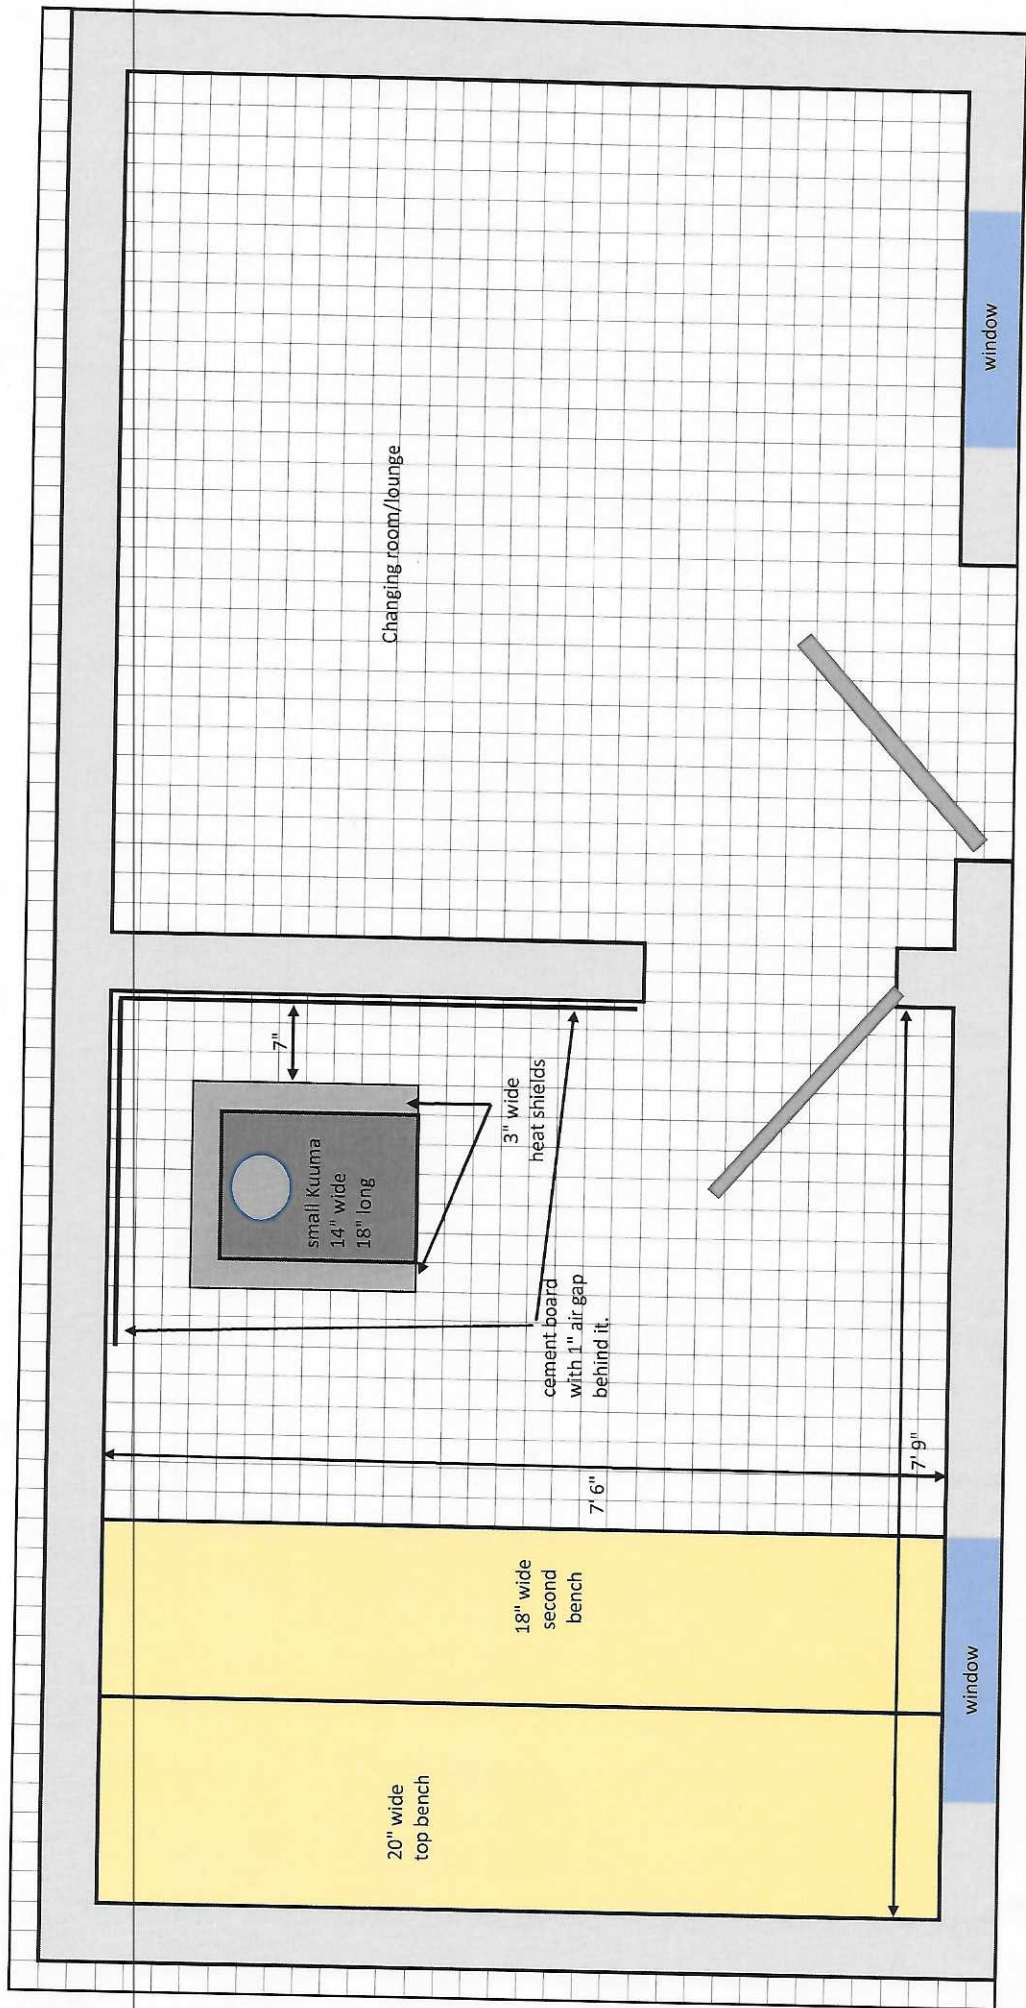 Changing room/lounge
window
7"
small Kuuma
14" wide
18" long
3" wide
heat shields
cement board
with 1" air gap
behind it.
7' 6"
7' 9"
18" wide
second
bench
window
20" wide
top bench